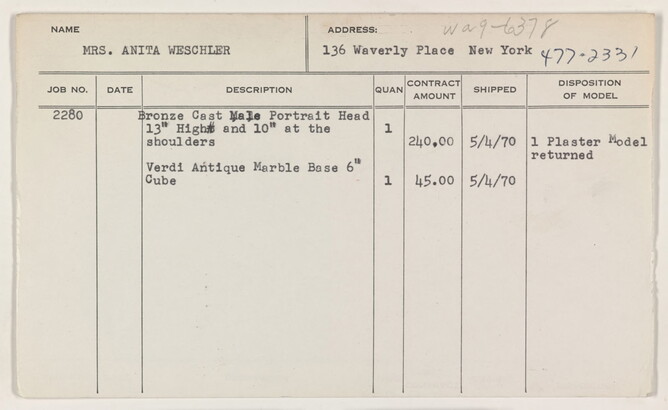 NAME
MRS. ANITA WESCHLER
ADDRESS:
wa9-6378
136 Waverly Place New York 477-2331
JOB NO. DATE DESCRIPTION QUAN CONTRACT AMOUNT SHIPPED DISPOSITION OF MODEL
2280 Bronze Cast Male Portrait Head
13" High and 10" at the 1
shoulders 240.00 5/4/70 1 Plaster Model
returned
Verdi Antique Marble Base 6"
Cube 1 45.00 5/4/70